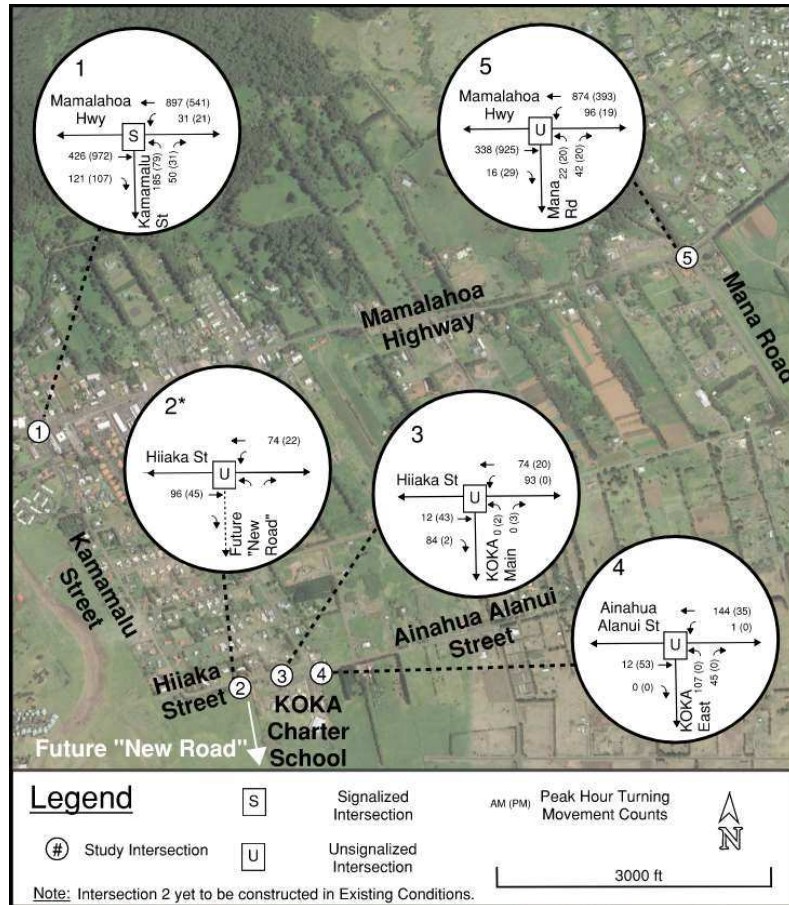 1
Mamalahoa
Hwy
897 (541)
31 (21)
S
426 (972)
121 (107)
185 (79)
50 (31)
Kamamalu
St
5
Mamalahoa
Hwy
874 (393)
96 (19)
U
338 (925)
16 (29)
22 (20)
42 (20)
Mana
Rd
5
Mamalahoa
Highway
Mana Road
1
2*
Hiiaka St
74 (22)
U
96 (45)
Future
"New
Road"
3
Hiiaka St
74 (20)
93 (0)
U
12 (43)
84 (2)
0 (2)
0 (3)
KOKA
Main
Kamamalu
Street
Ainahua Alanui
Street
4
Ainahua
Alanui St
144 (35)
1 (0)
U
12 (53)
0 (0)
107 (0)
45 (0)
KOKA
East
Hiiaka
Street
2
3
4
KOKA
Charter
School
Future "New Road"
Legend
S
Signalized
Intersection
AM (PM)
Peak Hour Turning
Movement Counts
N
# Study Intersection
U
Unsignalized
Intersection
3000 ft
Note: Intersection 2 yet to be constructed in Existing Conditions.